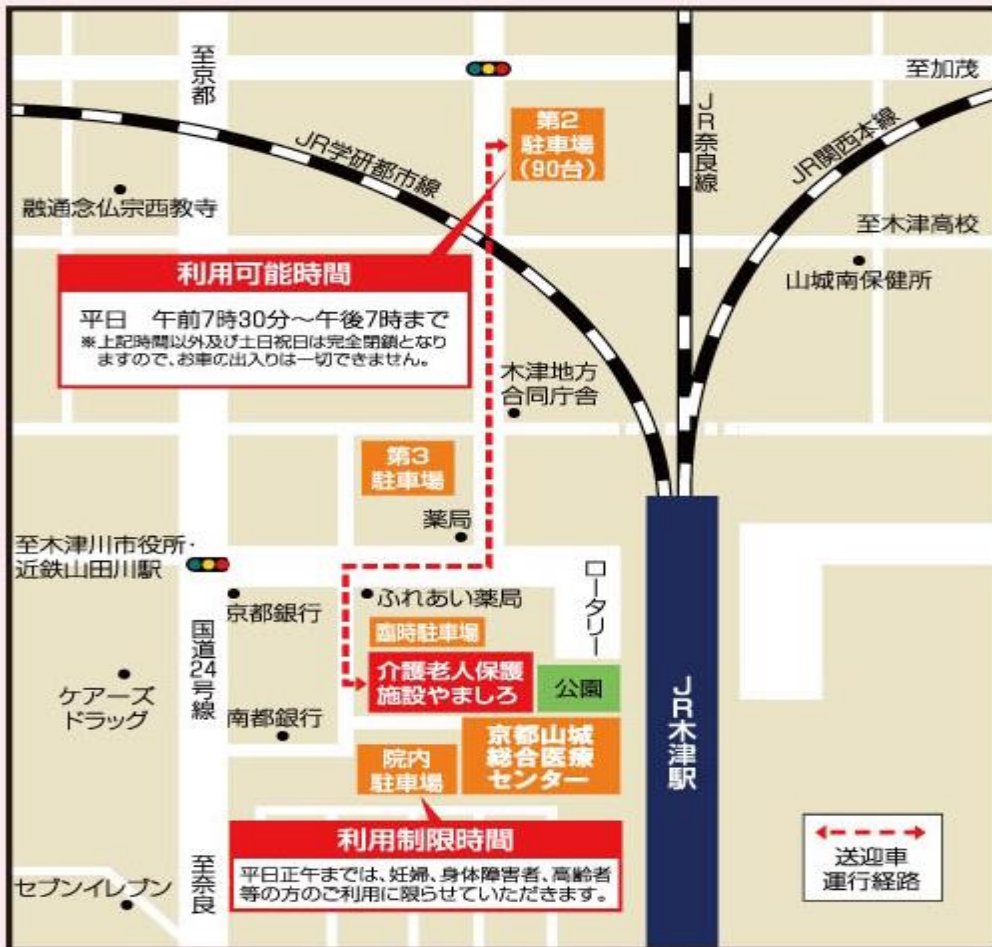 至京都
至加茂
第2
駐車場
(90台)
JR学研都市線
JR奈良線
JR関西本線
融通念仏宗西教寺
至木津高校
山城南保健所
利用可能時間
平日 午前7時30分～午後7時まで
※上記時間以外及び土日祝日は完全閉鎖となり
ますので、お車の出入りは一切できません。
木津地方
合同庁舎
第3
駐車場
薬局
至木津川市役所・
近鉄山田川駅
京都銀行
ふれあい薬局
ロータリー
臨時駐車場
国道24号線
介護老人保護
施設やましろ
公園
ケアーズ
ドラッグ
南都銀行
JR木津駅
京都山城
総合医療
センター
院内
駐車場
利用制限時間
平日正午までは、妊婦、身体障害者、高齢者
等の方のご利用に限らせていただきます。
至奈良
セブンイレブン
送迎車
運行経路